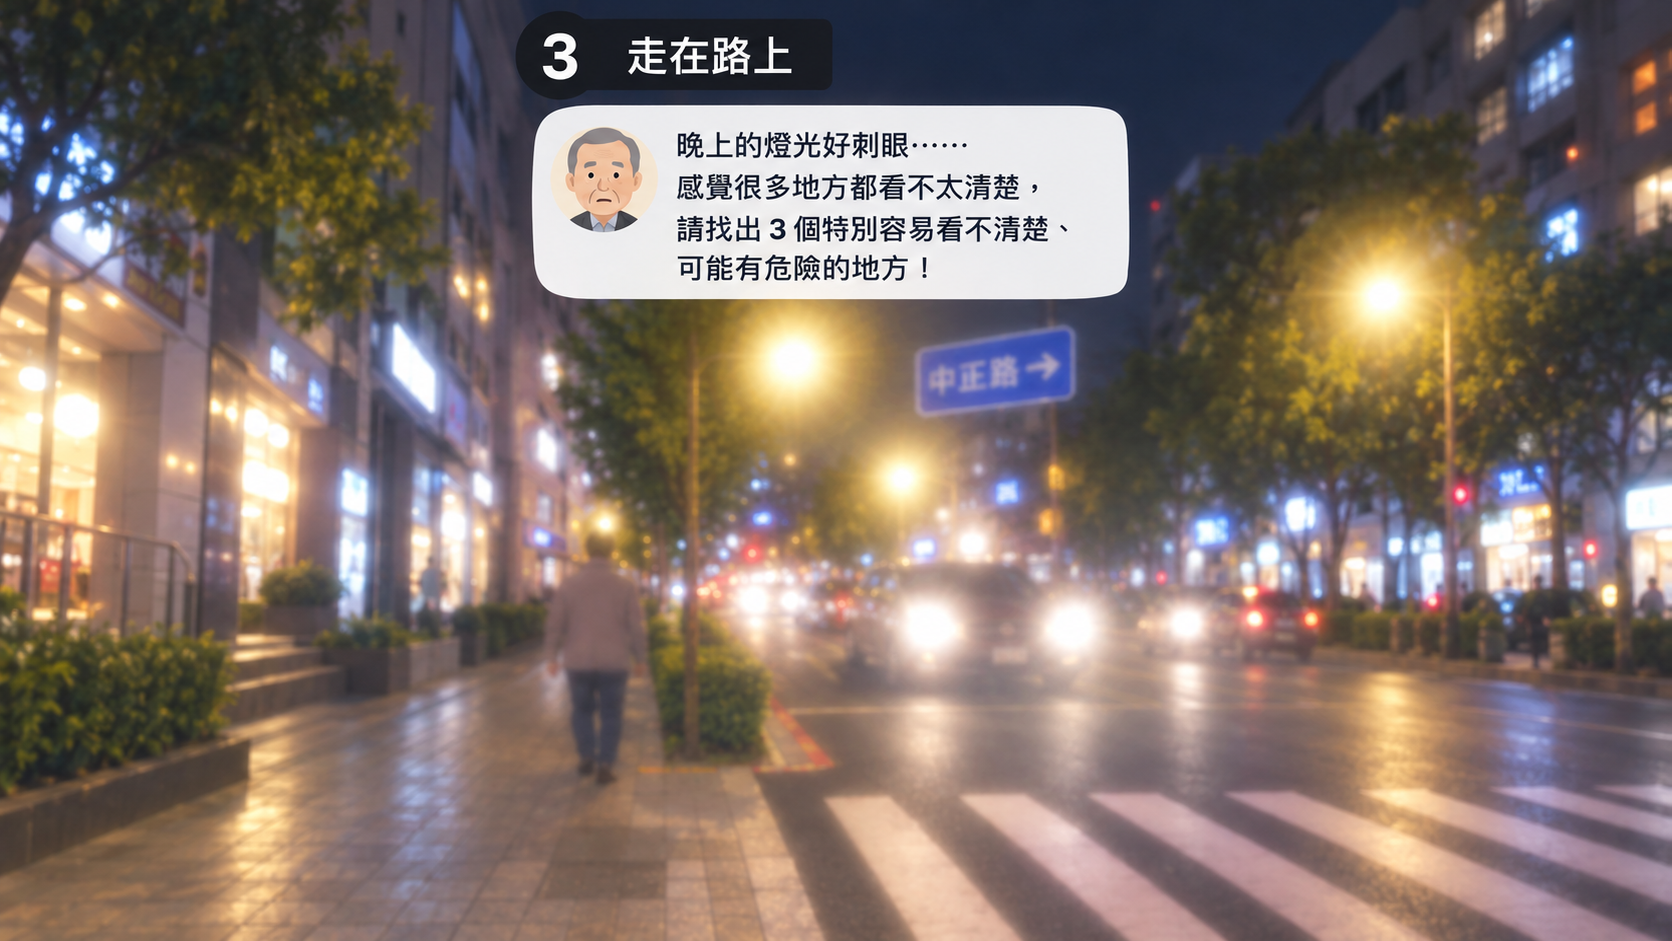 3 走在路上
晚上的燈光好刺眼……
感覺很多地方都看不太清楚，
請找出 3 個特別容易看不清楚、
可能有危險的地方！
中正路→